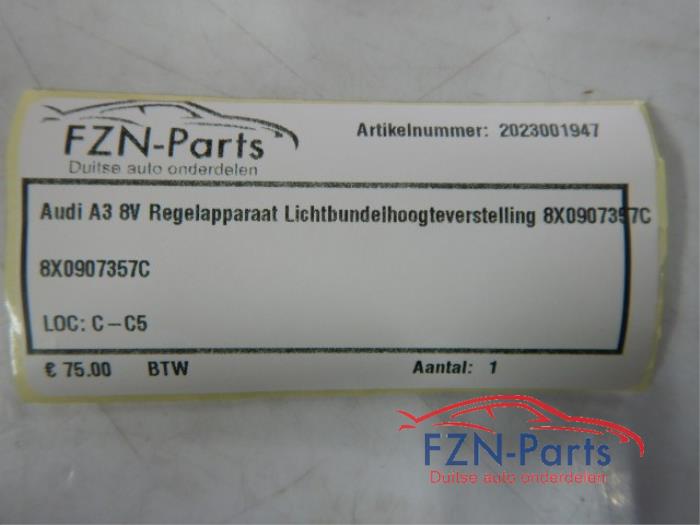 FZN-Parts
Duitse auto onderdelen
Artikelnummer: 2023001947
Audi A3 8V Regelapparaat Lichtbundelhoogteverstelling 8X0907357C
8X0907357C
LOC: C-C5
€ 75.00 BTW Aantal: 1
FZN-Parts
Duitse auto onderdelen